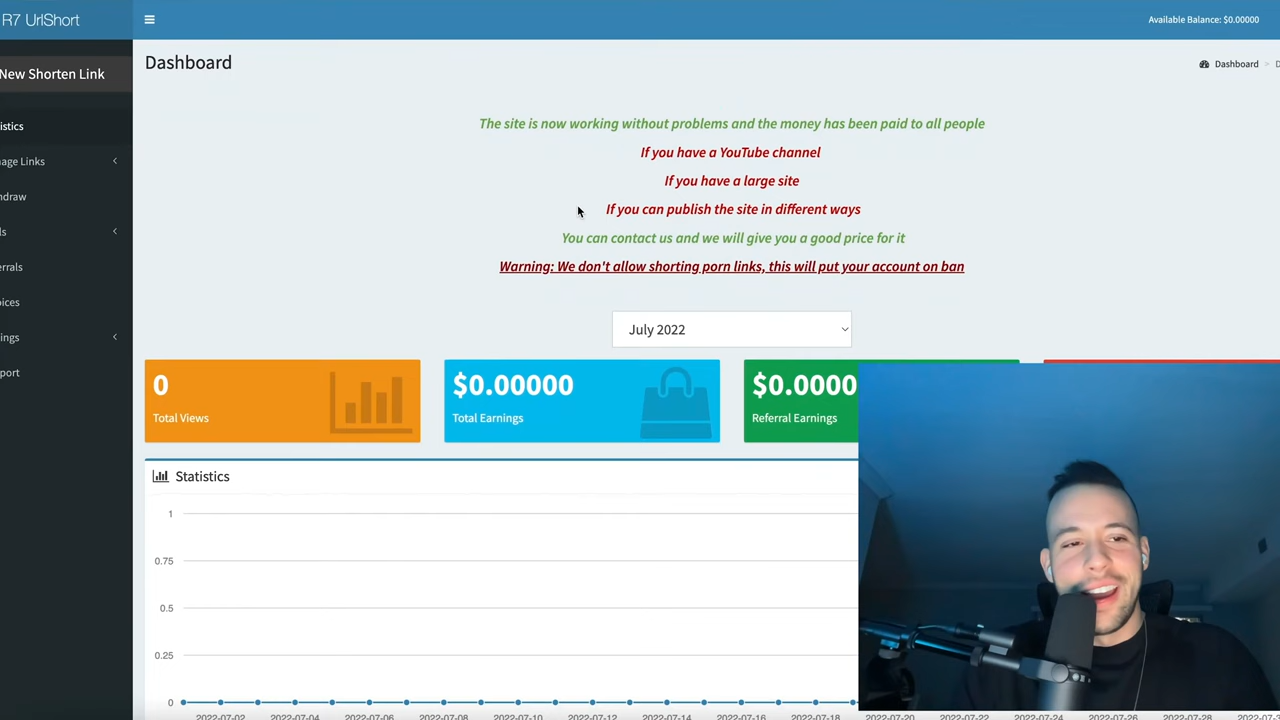 R7 UrlShort
Available Balance: $0.00000
New Shorten Link
Dashboard
Dashboard >
The site is now working without problems and the money has been paid to all people
istics
If you have a YouTube channel
age Links
If you have a large site
If you can publish the site in different ways
You can contact us and we will give you a good price for it
Warning: We don't allow shorting porn links, this will put your account on ban
hdraw
ls
errals
oices
ings
port
July 2022
0
Total Views
$0.00000
Total Earnings
$0.0000
Referral Earnings
Statistics
1
0.75
0.5
0.25
0
2022-07-02 2022-07-04 2022-07-06 2022-07-08 2022-07-10 2022-07-12 2022-07-14 2022-07-16 2022-07-18 2022-07-20 2022-07-22 2022-07-24 2022-07-26 2022-07-28